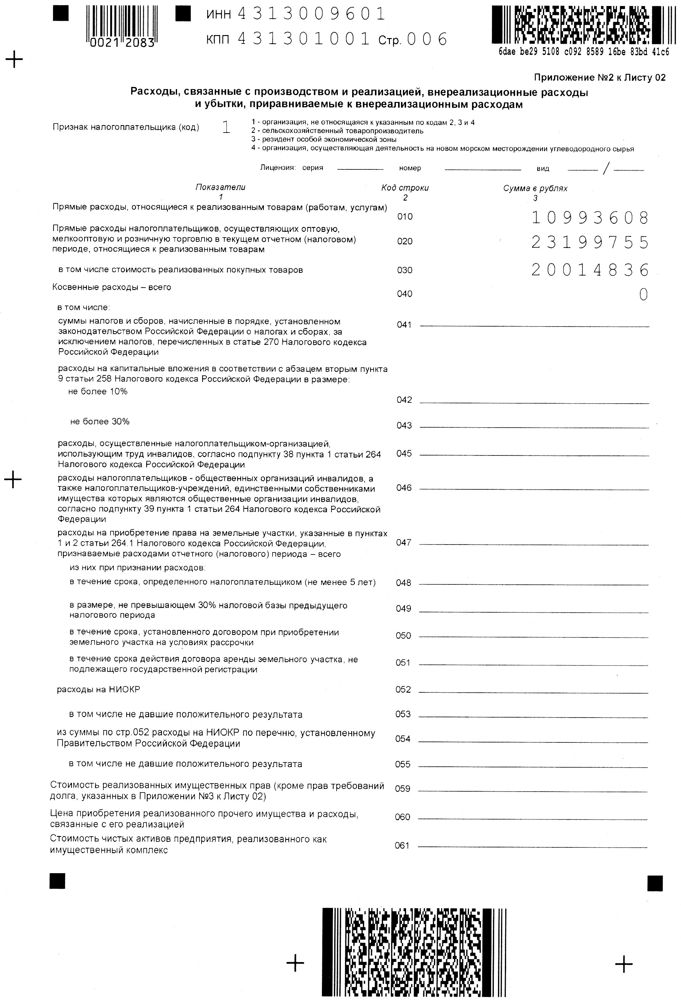 ИНН 4313009601
0021 2083
КПП 431301001 Стр. 006
6dae be29 5108 c092 8589 16be 83bd 41c6
Приложение №2 к Листу 02
Расходы, связанные с производством и реализацией, внереализационные расходы
и убытки, приравниваемые к внереализационным расходам
Признак налогоплательщика (код) 1
1 - организация, не относящаяся к указанным по кодам 2, 3 и 4
2 - сельскохозяйственный товаропроизводитель
3 - резидент особой экономической зоны
4 - организация, осуществляющая деятельность на новом морском месторождении углеводородного сырья
Лицензия: серия номер вид /
Показатели Код строки Сумма в рублях
1 2 3
Прямые расходы, относящиеся к реализованным товарам (работам, услугам)
010 10993608
Прямые расходы налогоплательщиков, осуществляющих оптовую,
мелкооптовую и розничную торговлю в текущем отчетном (налоговом) 020 23199755
периоде, относящиеся к реализованным товарам
в том числе стоимость реализованных покупных товаров 030 20014836
Косвенные расходы – всего
040 0
в том числе:
суммы налогов и сборов, начисленные в порядке, установленном 041
законодательством Российской Федерации о налогах и сборах, за
исключением налогов, перечисленных в статье 270 Налогового кодекса
Российской Федерации
расходы на капитальные вложения в соответствии с абзацем вторым пункта
9 статьи 258 Налогового кодекса Российской Федерации в размере:
не более 10%
042
не более 30%
043
расходы, осуществленные налогоплательщиком-организацией,
использующим труд инвалидов, согласно подпункту 38 пункта 1 статьи 264 045
Налогового кодекса Российской Федерации
расходы налогоплательщиков - общественных организаций инвалидов, а
также налогоплательщиков-учреждений, единственными собственниками 046
имущества которых являются общественные организации инвалидов,
согласно подпункту 39 пункта 1 статьи 264 Налогового кодекса Российской
Федерации
расходы на приобретение права на земельные участки, указанные в пунктах
1 и 2 статьи 264.1 Налогового кодекса Российской Федерации, 047
признаваемые расходами отчетного (налогового) периода – всего
из них при признании расходов:
в течение срока, определенного налогоплательщиком (не менее 5 лет) 048
в размере, не превышающем 30% налоговой базы предыдущего 049
налогового периода
в течение срока, установленного договором при приобретении 050
земельного участка на условиях рассрочки
в течение срока действия договора аренды земельного участка, не 051
подлежащего государственной регистрации
расходы на НИОКР 052
в том числе не давшие положительного результата 053
из суммы по стр.052 расходы на НИОКР по перечню, установленному 054
Правительством Российской Федерации
в том числе не давшие положительного результата 055
Стоимость реализованных имущественных прав (кроме прав требований 059
долга, указанных в Приложении №3 к Листу 02)
Цена приобретения реализованного прочего имущества и расходы, 060
связанные с его реализацией
Стоимость чистых активов предприятия, реализованного как 061
имущественный комплекс